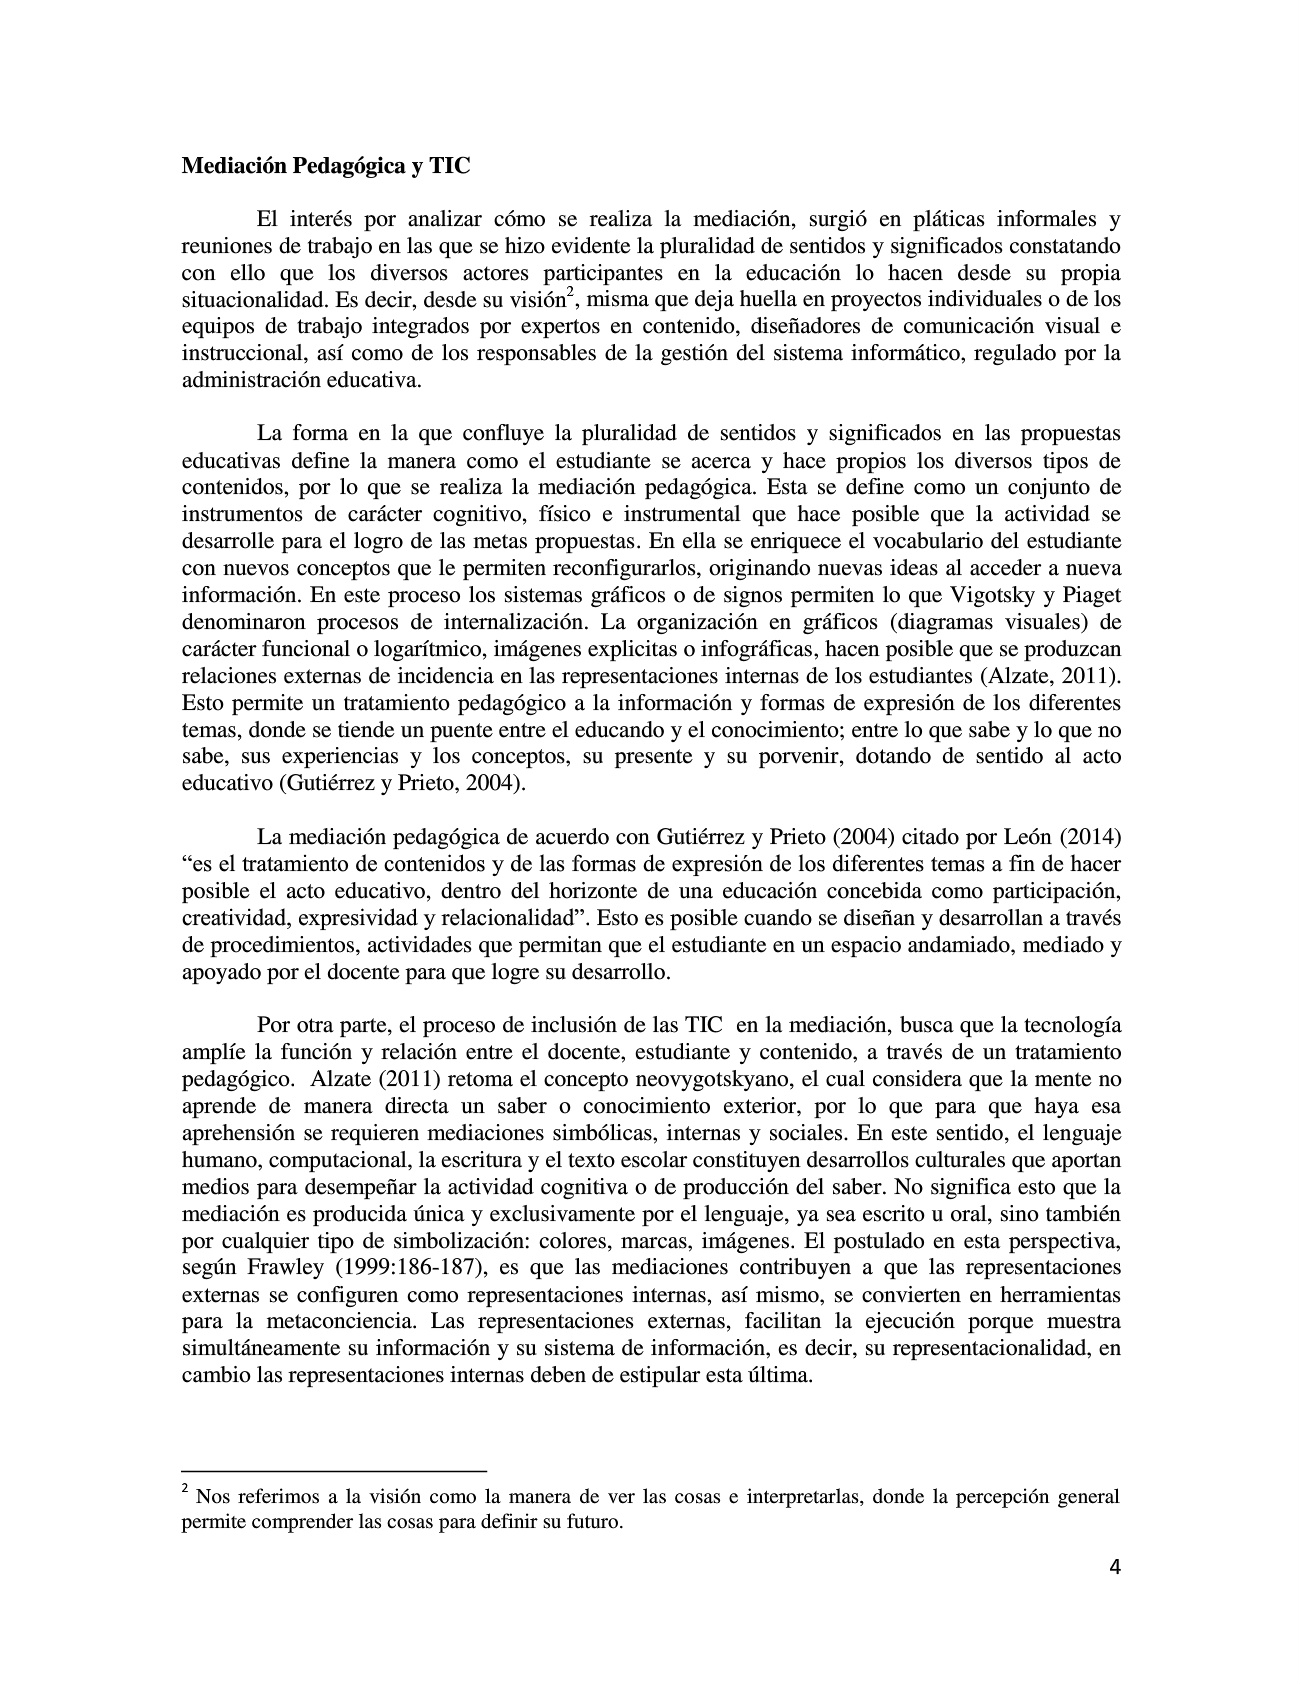 Mediación Pedagógica y TIC
El interés por analizar cómo se realiza la mediación, surgió en pláticas informales y
reuniones de trabajo en las que se hizo evidente la pluralidad de sentidos y significados constatando
con ello que los diversos actores participantes en la educación lo hacen desde su propia
situacionalidad. Es decir, desde su visión2, misma que deja huella en proyectos individuales o de los
equipos de trabajo integrados por expertos en contenido, diseñadores de comunicación visual e
instruccional, así como de los responsables de la gestión del sistema informático, regulado por la
administración educativa.
La forma en la que confluye la pluralidad de sentidos y significados en las propuestas
educativas define la manera como el estudiante se acerca y hace propios los diversos tipos de
contenidos, por lo que se realiza la mediación pedagógica. Esta se define como un conjunto de
instrumentos de carácter cognitivo, físico e instrumental que hace posible que la actividad se
desarrolle para el logro de las metas propuestas. En ella se enriquece el vocabulario del estudiante
con nuevos conceptos que le permiten reconfigurarlos, originando nuevas ideas al acceder a nueva
información. En este proceso los sistemas gráficos o de signos permiten lo que Vigotsky y Piaget
denominaron procesos de internalización. La organización en gráficos (diagramas visuales) de
carácter funcional o logarítmico, imágenes explicitas o infográficas, hacen posible que se produzcan
relaciones externas de incidencia en las representaciones internas de los estudiantes (Alzate, 2011).
Esto permite un tratamiento pedagógico a la información y formas de expresión de los diferentes
temas, donde se tiende un puente entre el educando y el conocimiento; entre lo que sabe y lo que no
sabe, sus experiencias y los conceptos, su presente y su porvenir, dotando de sentido al acto
educativo (Gutiérrez y Prieto, 2004).
La mediación pedagógica de acuerdo con Gutiérrez y Prieto (2004) citado por León (2014)
“es el tratamiento de contenidos y de las formas de expresión de los diferentes temas a fin de hacer
posible el acto educativo, dentro del horizonte de una educación concebida como participación,
creatividad, expresividad y relacionalidad”. Esto es posible cuando se diseñan y desarrollan a través
de procedimientos, actividades que permitan que el estudiante en un espacio andamiado, mediado y
apoyado por el docente para que logre su desarrollo.
Por otra parte, el proceso de inclusión de las TIC en la mediación, busca que la tecnología
amplíe la función y relación entre el docente, estudiante y contenido, a través de un tratamiento
pedagógico. Alzate (2011) retoma el concepto neovygotskyano, el cual considera que la mente no
aprende de manera directa un saber o conocimiento exterior, por lo que para que haya esa
aprehensión se requieren mediaciones simbólicas, internas y sociales. En este sentido, el lenguaje
humano, computacional, la escritura y el texto escolar constituyen desarrollos culturales que aportan
medios para desempeñar la actividad cognitiva o de producción del saber. No significa esto que la
mediación es producida única y exclusivamente por el lenguaje, ya sea escrito u oral, sino también
por cualquier tipo de simbolización: colores, marcas, imágenes. El postulado en esta perspectiva,
según Frawley (1999:186-187), es que las mediaciones contribuyen a que las representaciones
externas se configuren como representaciones internas, así mismo, se convierten en herramientas
para la metaconciencia. Las representaciones externas, facilitan la ejecución porque muestra
simultáneamente su información y su sistema de información, es decir, su representacionalidad, en
cambio las representaciones internas deben de estipular esta última.
2 Nos referimos a la visión como la manera de ver las cosas e interpretarlas, donde la percepción general
permite comprender las cosas para definir su futuro.
4